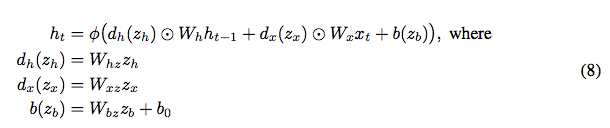 hₜ = ϕ(d_h(z_h) ⊙ W_h h_{t−1} + d_x(z_x) ⊙ W_x x_t + b(z_b)), where
d_h(z_h) = W_{hz} z_h
d_x(z_x) = W_{xz} z_x (8)
b(z_b) = W_{bz} z_b + b_0